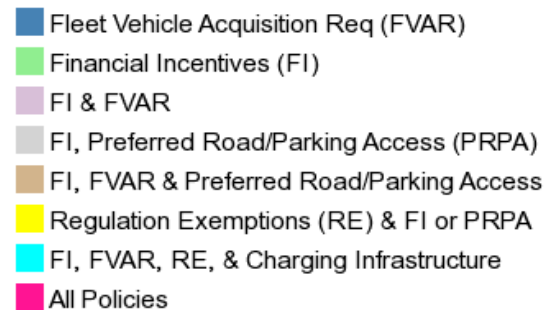 Fleet Vehicle Acquisition Req (FVAR)
Financial Incentives (FI)
FI & FVAR
FI, Preferred Road/Parking Access (PRPA)
FI, FVAR & Preferred Road/Parking Access
Regulation Exemptions (RE) & FI or PRPA
FI, FVAR, RE, & Charging Infrastructure
All Policies